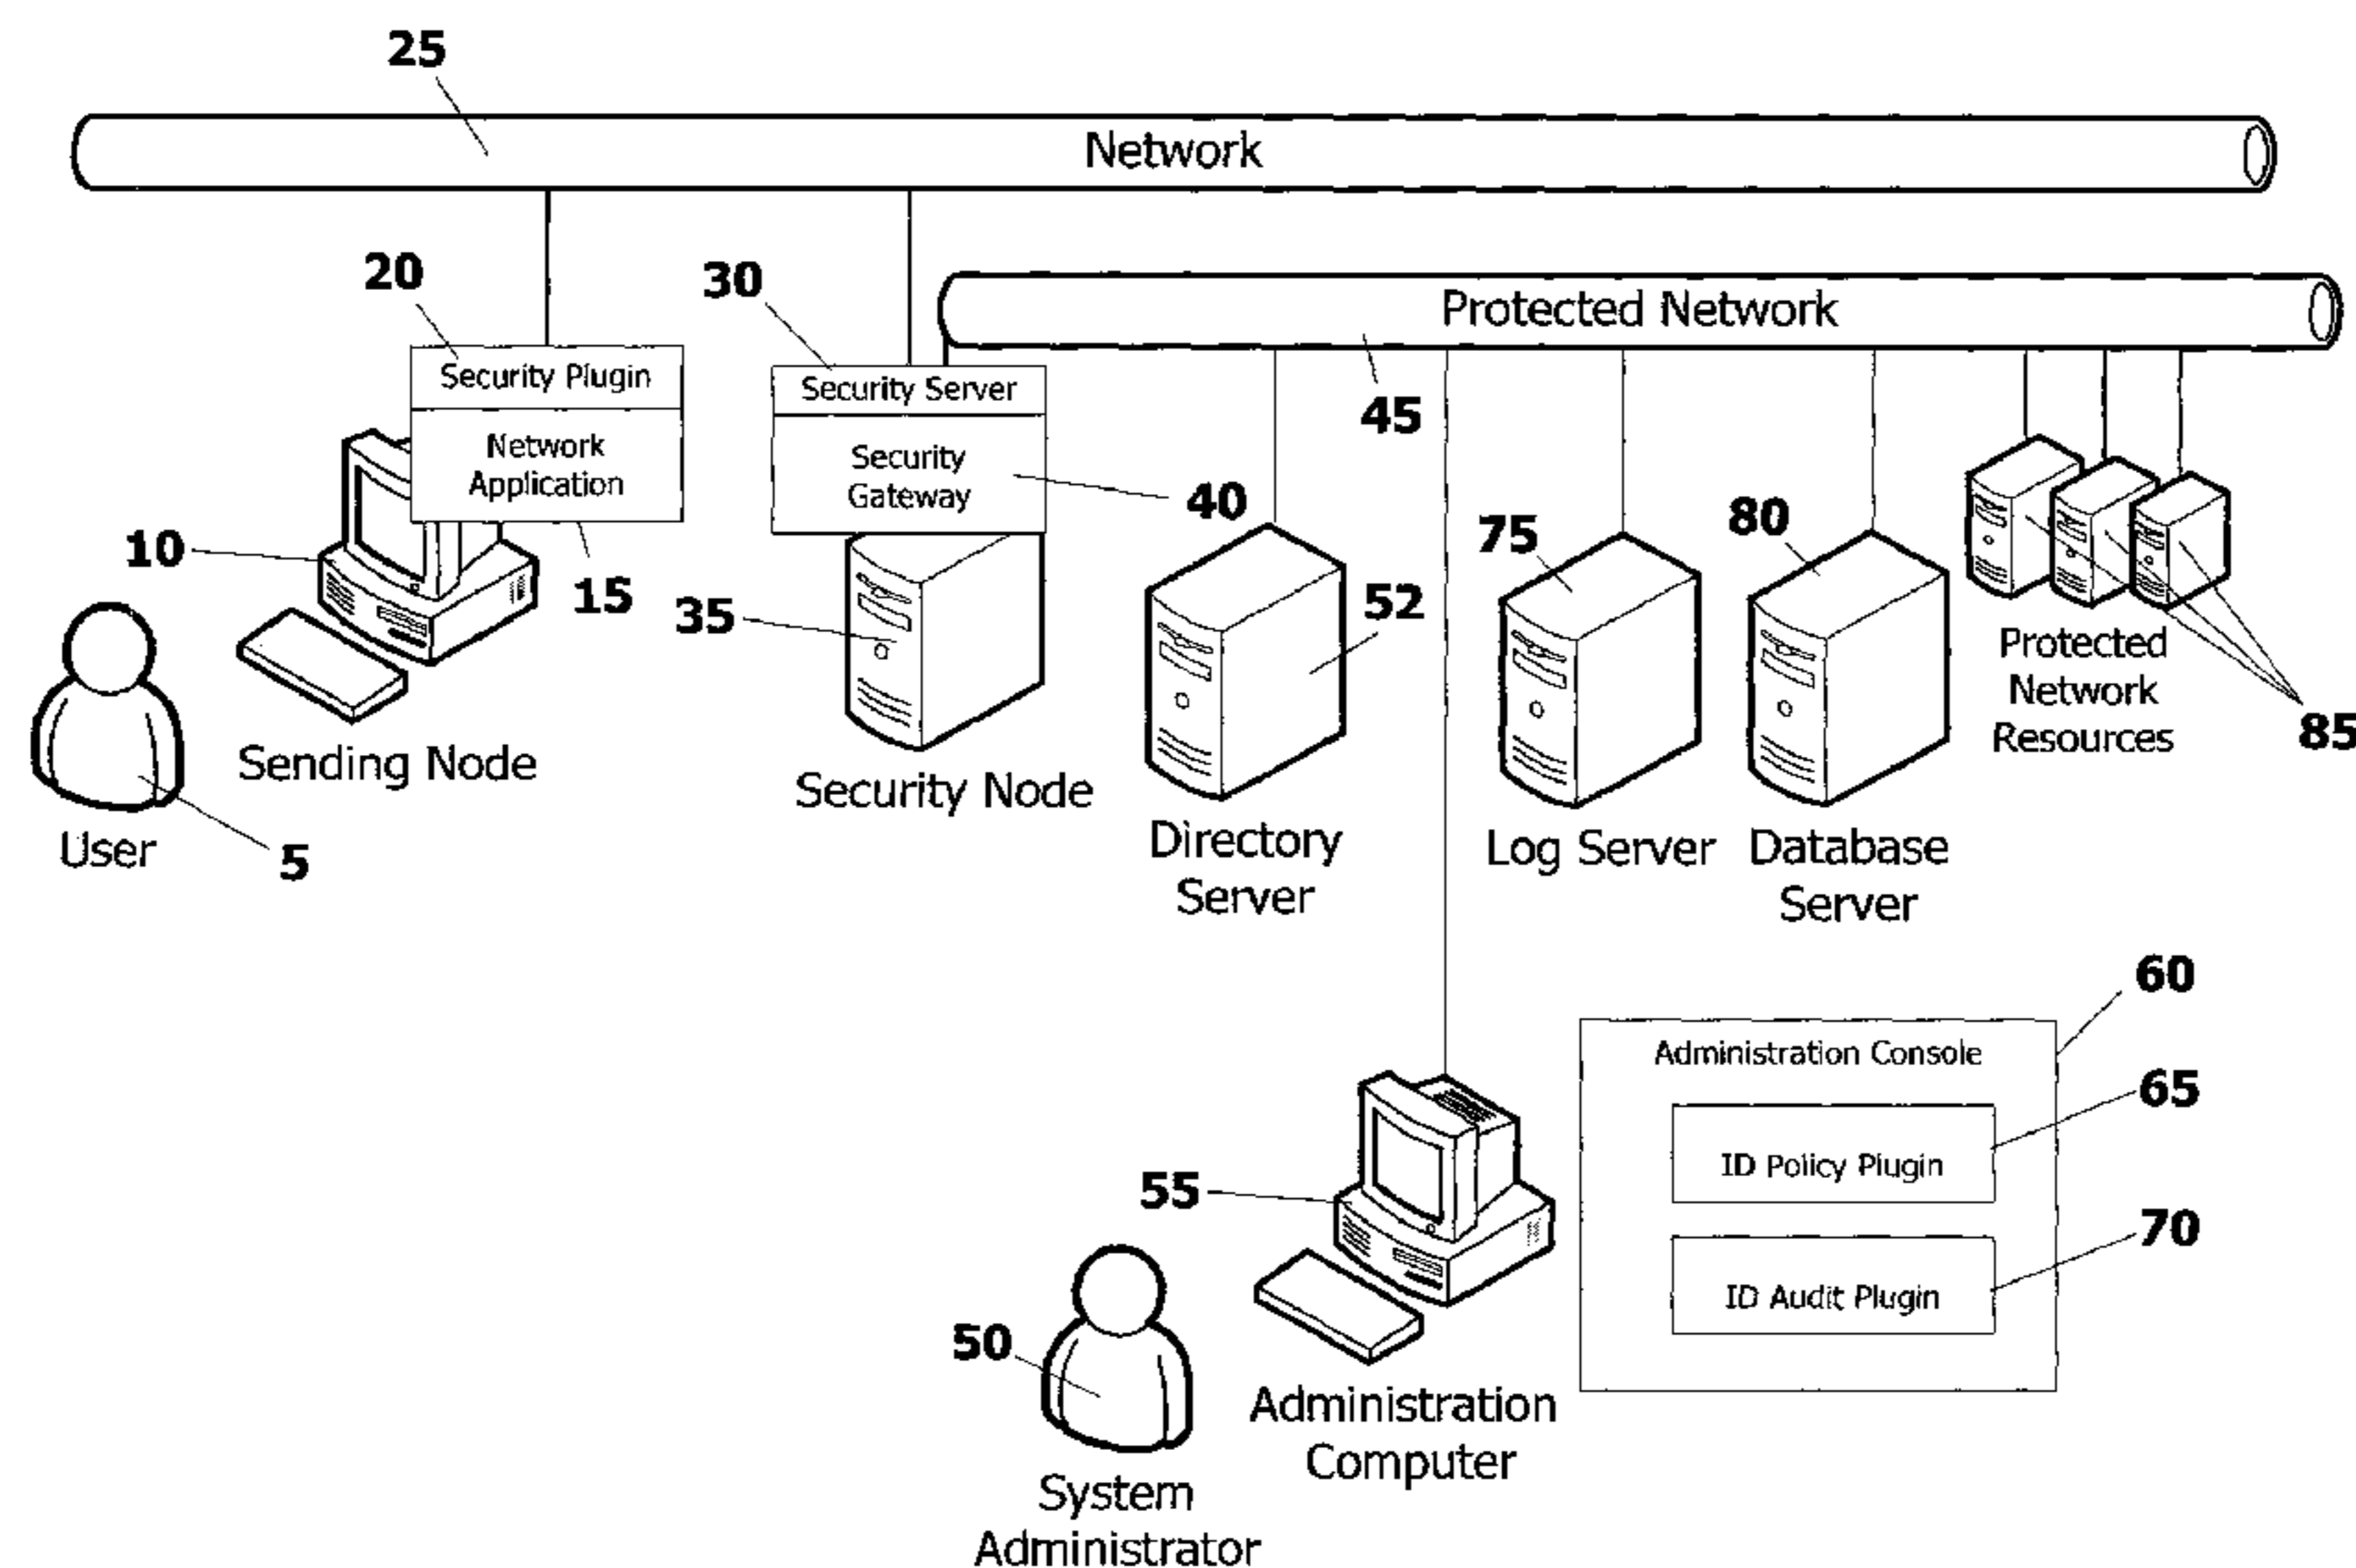 25
Network
20
30
Protected Network
Security Plugin
Security Server
45
Network
Application
Security
Gateway
40
10
15
35
52
75
80
Protected
Network
Resources
85
Sending Node
Security Node
User
5
Directory
Server
Log Server
Database
Server
60
Administration Console
65
ID Policy Plugin
55
70
ID Audit Plugin
50
Administration
Computer
System
Administrator